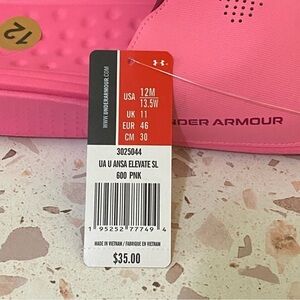 12
WWW.UNDERARMOUR.COM
USA 12M
13.5W
UK 11
EUR 46
CM 30
3025044
UA U ANSA ELEVATE SL
600 PNK
1 95252 77749 4
MADE IN VIETNAM / FABRIQUÉ EN VIETNAM
$35.00
NDER ARMOUR